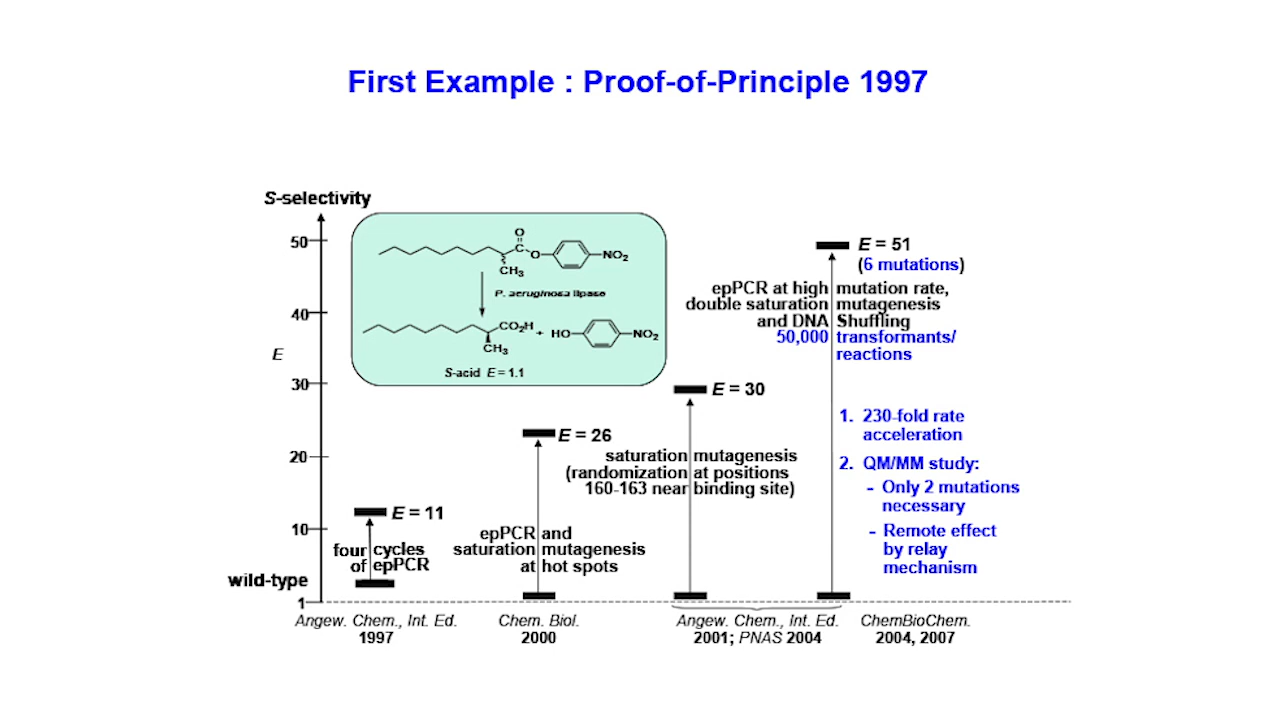 First Example : Proof-of-Principle 1997
S-selectivity
50
40
E
30
20
10
wild-type
1
O
C
O
NO₂
CH₃
P. aeruginosa lipase
CO₂H
+
HO
NO₂
CH₃
S-acid E = 1.1
E = 11
four cycles
of epPCR
E = 26
epPCR and
saturation mutagenesis
at hot spots
E = 30
saturation mutagenesis
(randomization at positions
160-163 near binding site)
E = 51
(6 mutations)
epPCR at high mutation rate,
double saturation mutagenesis
and DNA Shuffling
50,000 transformants/
reactions
1. 230-fold rate
acceleration
2. QM/MM study:
- Only 2 mutations
necessary
- Remote effect
by relay
mechanism
Angew. Chem., Int. Ed.
1997
Chem. Biol.
2000
Angew. Chem., Int. Ed.
2001; PNAS 2004
ChemBioChem.
2004, 2007